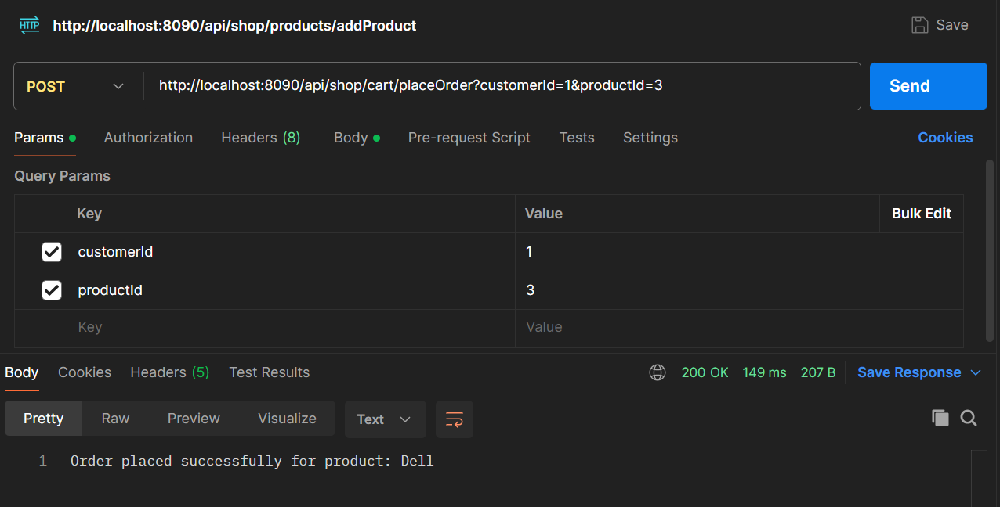 HTTP http://localhost:8090/api/shop/products/addProduct Save
POST http://localhost:8090/api/shop/cart/placeOrder?customerId=1&productId=3 Send
Params Authorization Headers (8) Body Pre-request Script Tests Settings Cookies
Query Params
Key Value Bulk Edit
customerId 1
productId 3
Key Value
Body Cookies Headers (5) Test Results 200 OK 149 ms 207 B Save Response
Pretty Raw Preview Visualize Text
1 Order placed successfully for product: Dell